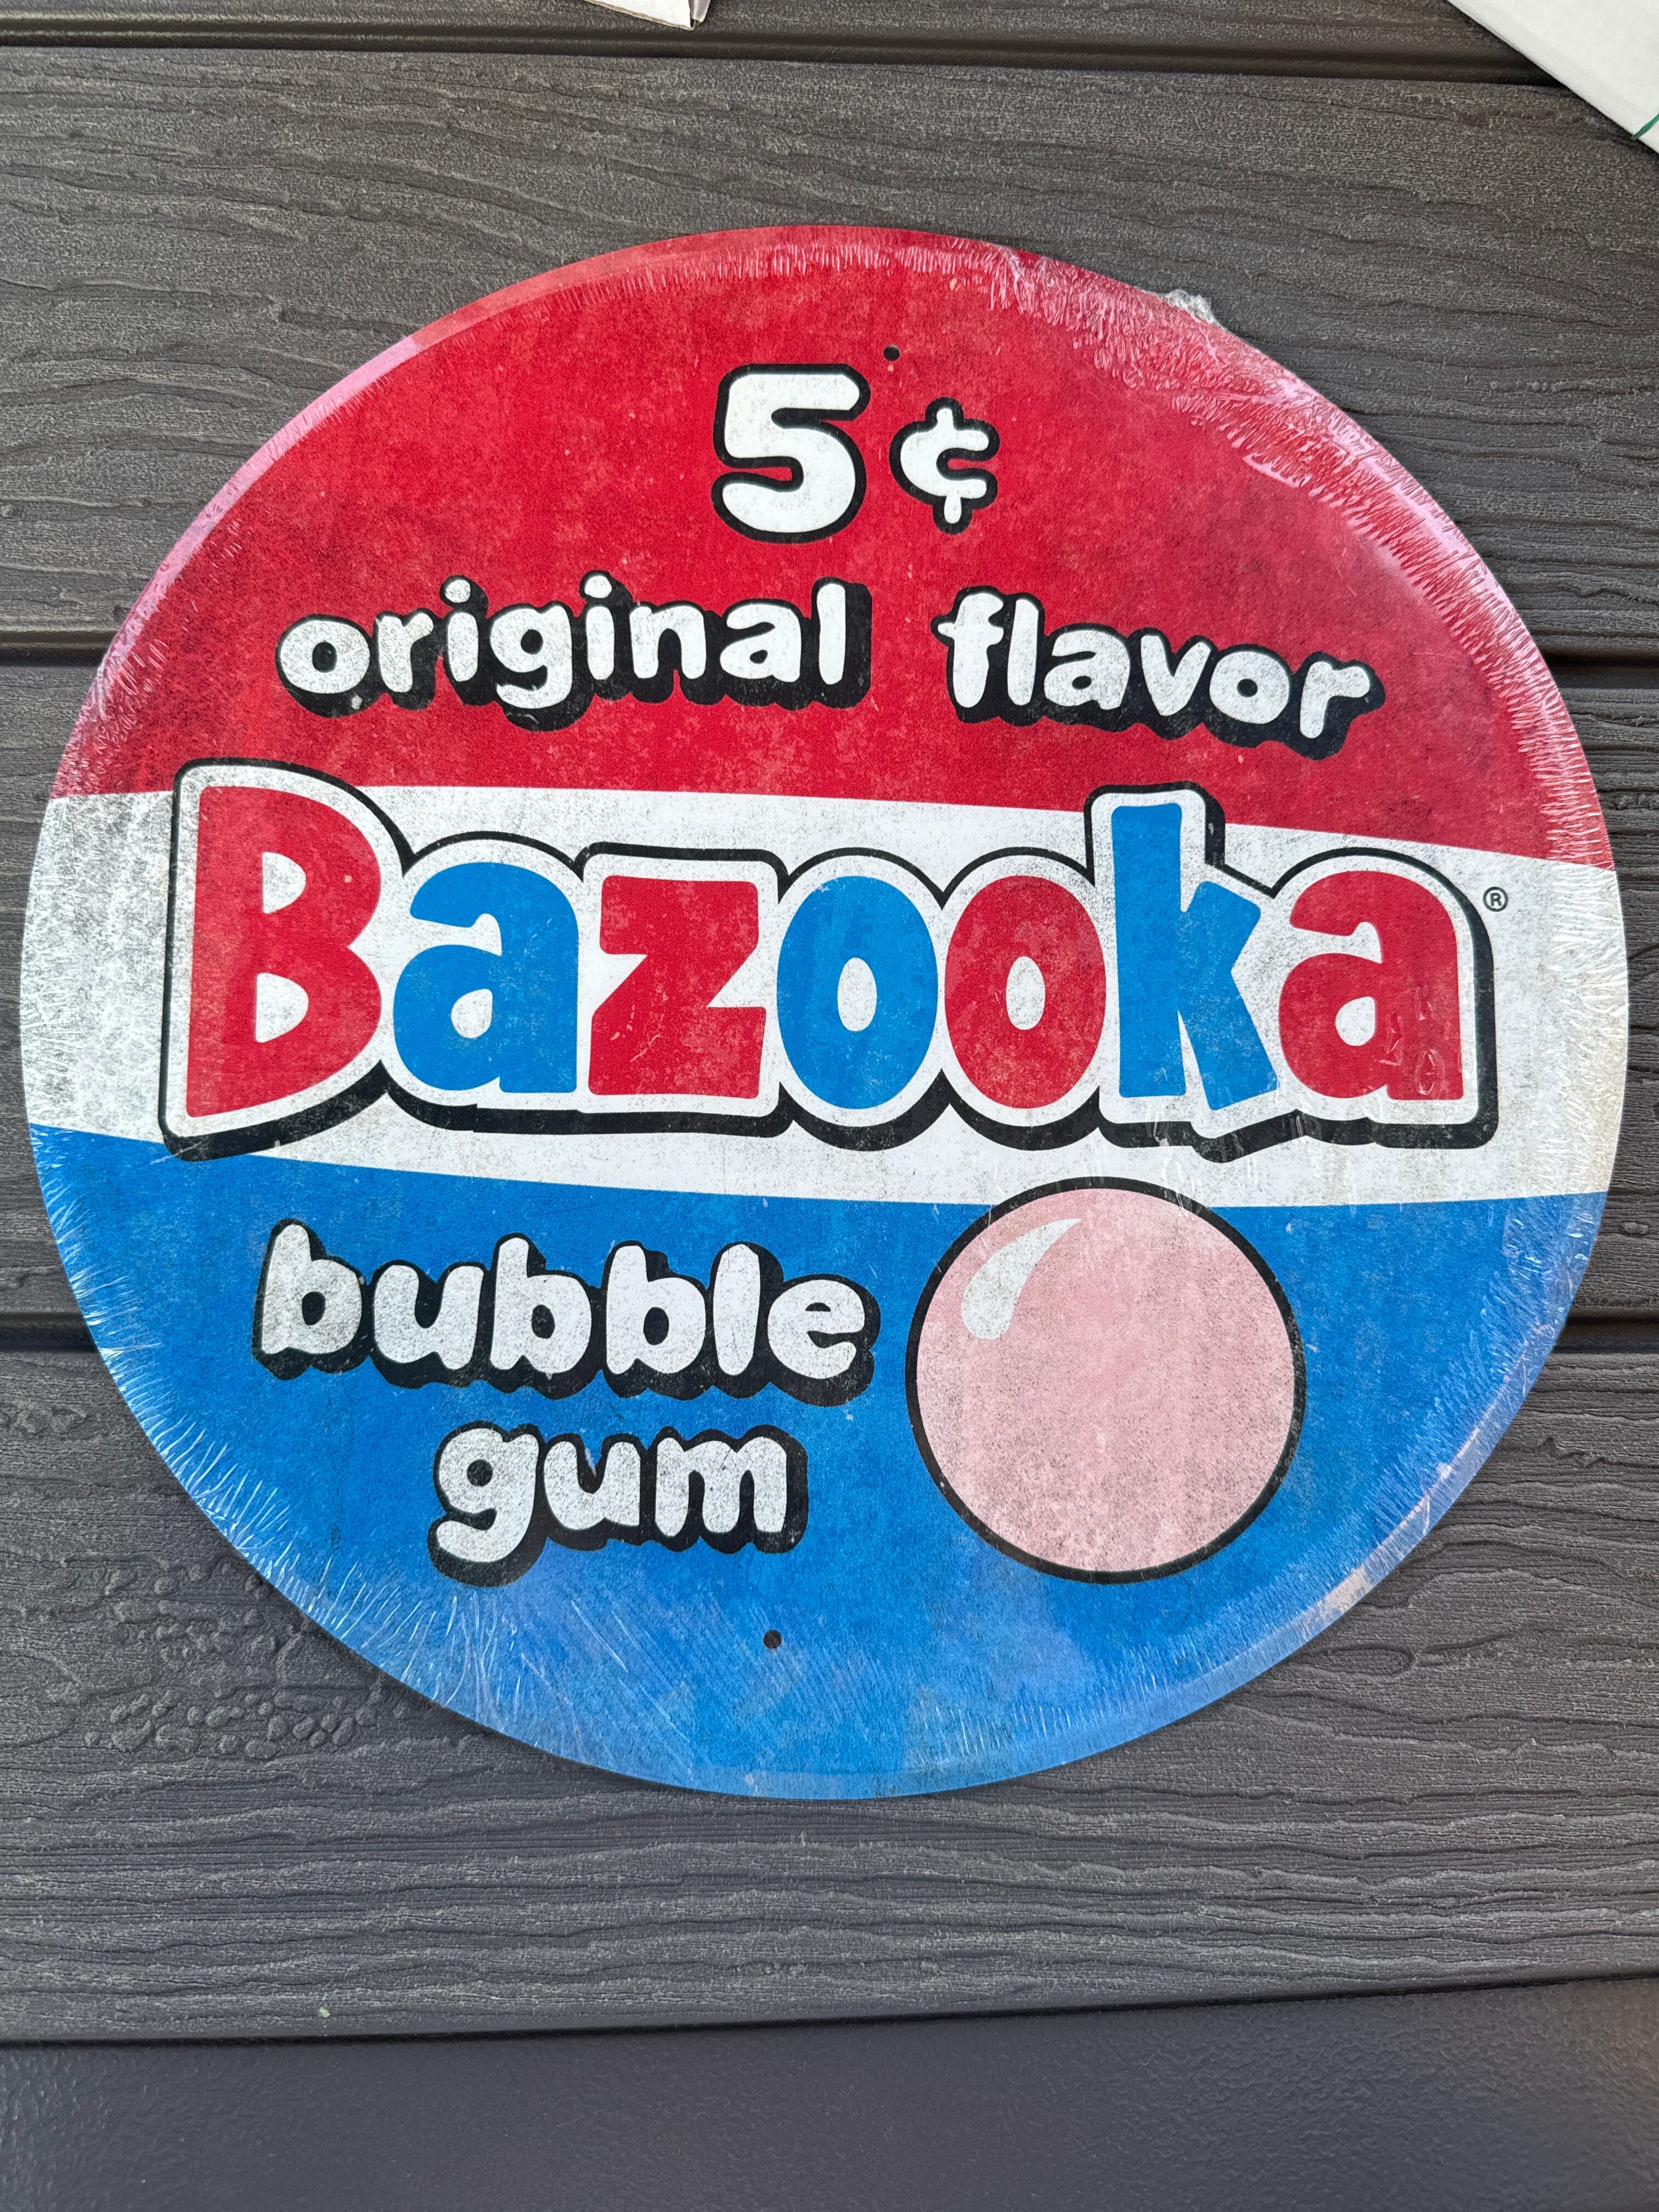 5¢
original flavor
Bazooka®
bubble
gum